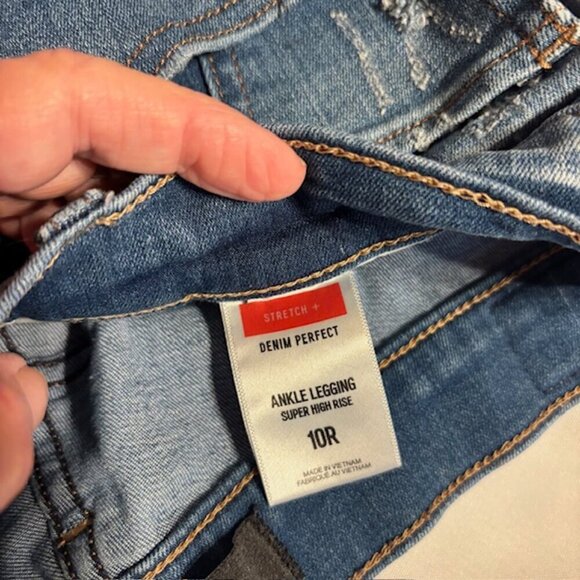 STRETCH +
DENIM PERFECT
ANKLE LEGGING
SUPER HIGH RISE
10R
MADE IN VIETNAM
FABRIQUÉ AU VIETNAM